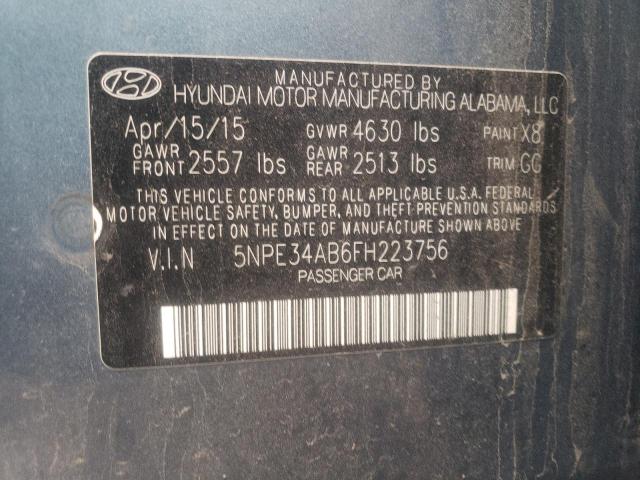 MANUFACTURED BY
HYUNDAI MOTOR MANUFACTURING ALABAMA, LLC
Apr/15/15 GVWR 4630 lbs PAINT X8
GAWR FRONT 2557 lbs GAWR REAR 2513 lbs TRIM GG
THIS VEHICLE CONFORMS TO ALL APPLICABLE U.S.A. FEDERAL
MOTOR VEHICLE SAFETY, BUMPER, AND THEFT PREVENTION
STANDARDS IN EFFECT ON THE DATE OF MANUFACTURE SHOWN ABOVE
V.I.N 5NPE34AB6FH223756
PASSENGER CAR